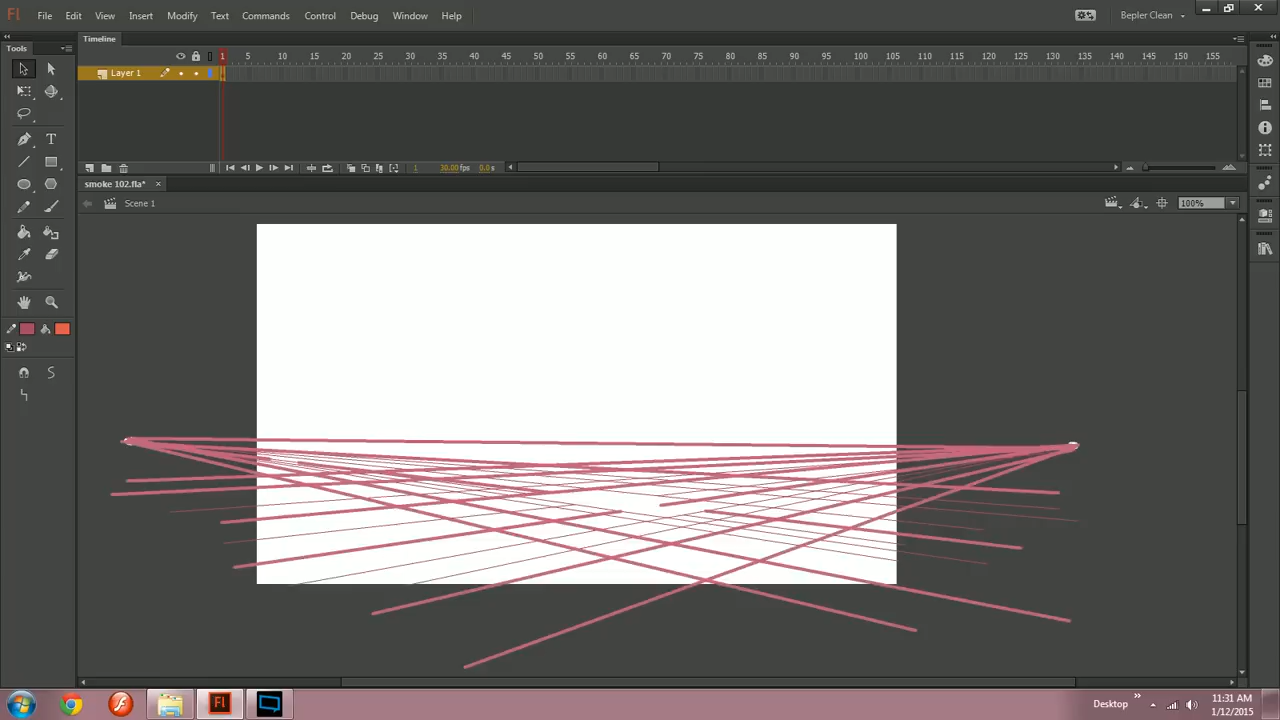 Fl File Edit View Insert Modify Text Commands Control Debug Window Help Bepler Clean
Tools Timeline
1 5 10 15 20 25 30 35 40 45 50 55 60 65 70 75 80 85 90 95 100 105 110 115 120 125 130 135 140 145 150 155
Layer 1
T
1 30.00 fps 0.0 s
smoke 102.fla* ×
Scene 1 100%
Fl Desktop 11:31 AM
1/12/2015